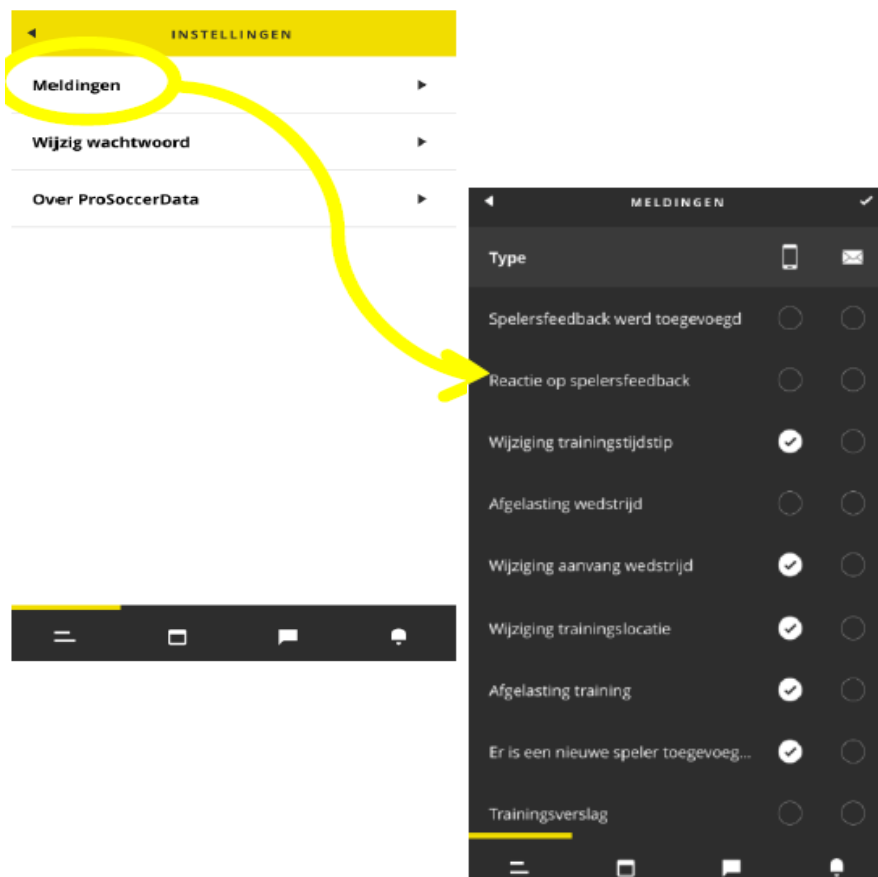 INSTELLINGEN
Meldingen
Wijzig wachtwoord
Over ProSoccerData
MELDINGEN
Type
Spelersfeedback werd toegevoegd
Reactie op spelersfeedback
Wijziging trainingstijdstip
Afgelasting wedstrijd
Wijziging aanvang wedstrijd
Wijziging trainingslocatie
Afgelasting training
Er is een nieuwe speler toegevoeg...
Trainingsverslag